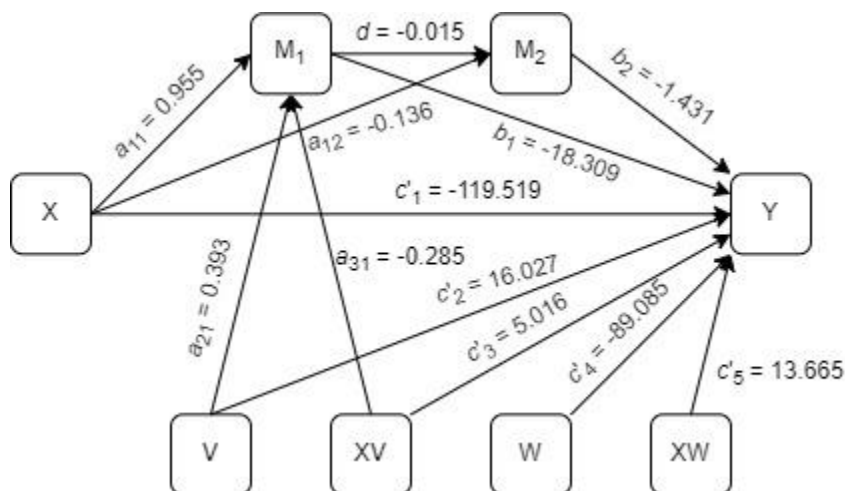 d = -0.015
M₁
M₂
a₁₁ = 0.955
b₂ = -1.431
a₁₂ = -0.136
b₁ = -18.309
X
c'₁ = -119.519
Y
a₂₁ = 0.393
a₃₁ = -0.285
c'₂ = 16.027
c'₃ = 5.016
c'₄ = -89.085
c'₅ = 13.665
V
XV
W
XW